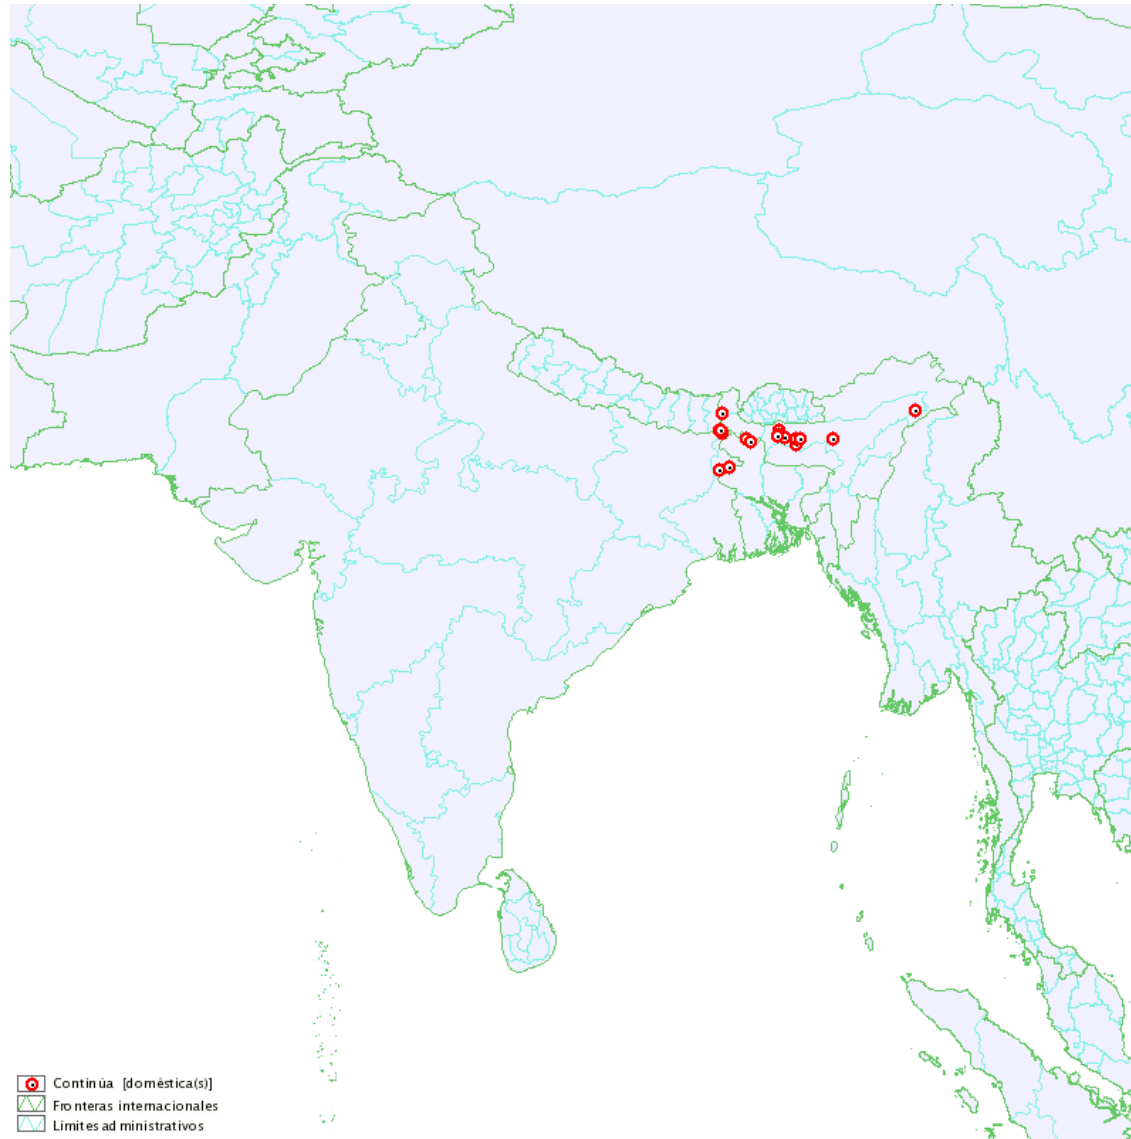 Continúa [doméstica(s)]
Fronteras internacionales
Límites administrativos